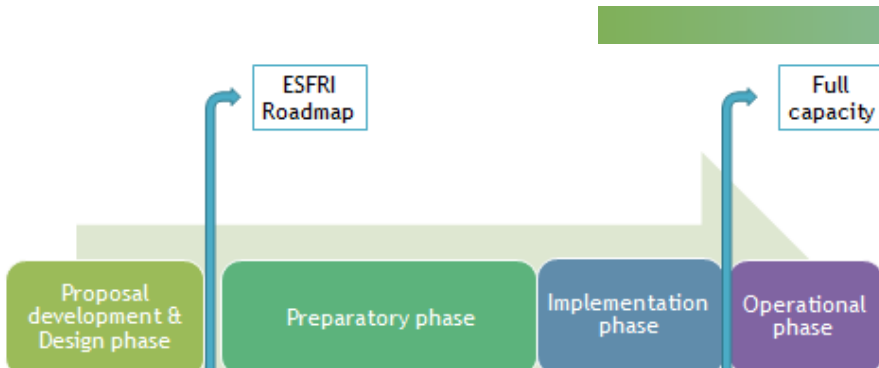 ESFRI
Roadmap
Full
capacity
Proposal
development &
Design phase
Preparatory phase
Implementation
phase
Operational
phase